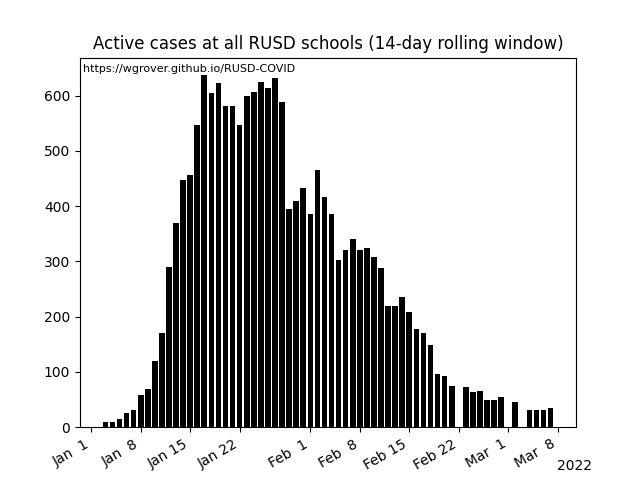 Active cases at all RUSD schools (14-day rolling window)
https://wgrover.github.io/RUSD-COVID
600
500
400
300
200
100
0
Jan 1
Jan 8
Jan 15
Jan 22
Feb 1
Feb 8
Feb 15
Feb 22
Mar 1
Mar 8
2022